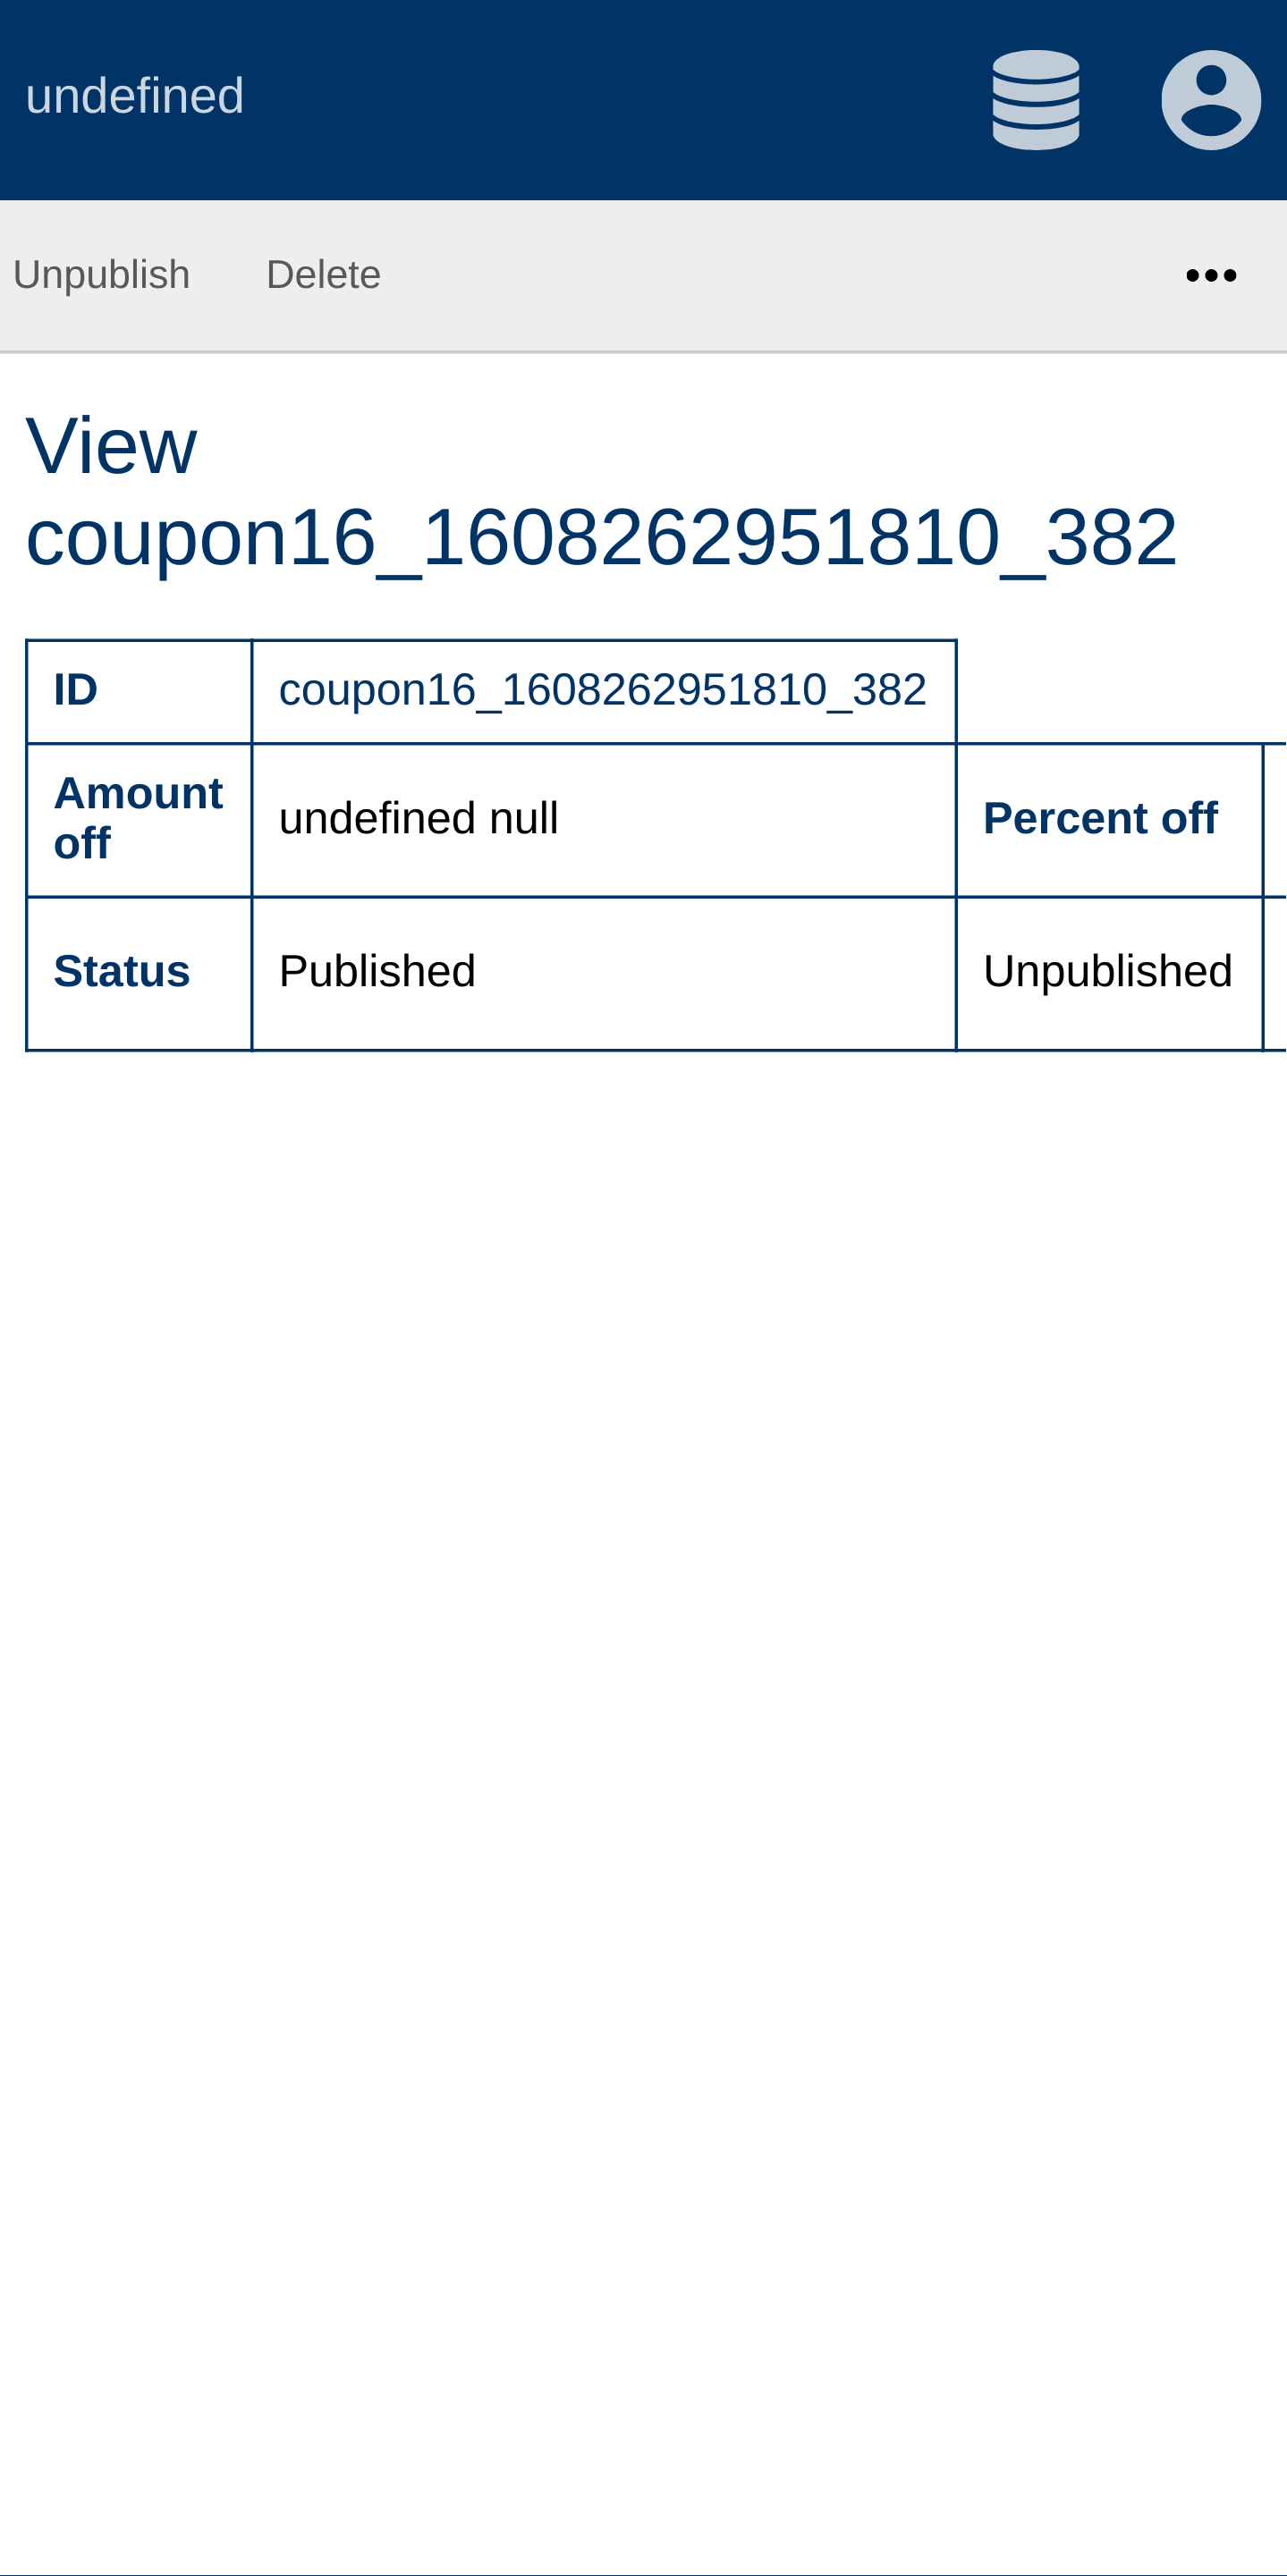 undefined
Unpublish Delete •••
View
coupon16_1608262951810_382
ID coupon16_1608262951810_382
Amount
off
undefined null Percent off
Status Published Unpublished